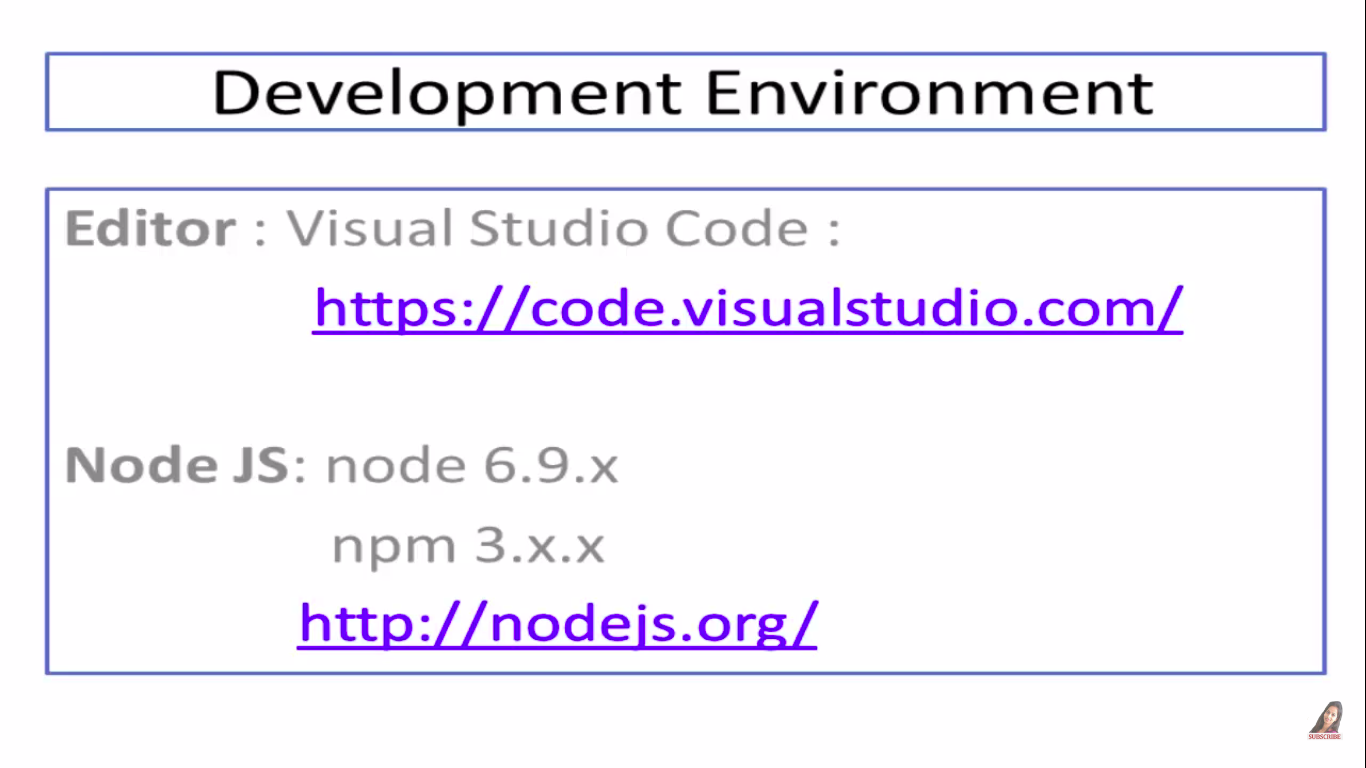 Development Environment
Editor : Visual Studio Code :
https://code.visualstudio.com/
Node JS: node 6.9.x
npm 3.x.x
http://nodejs.org/
SUBSCRIBE